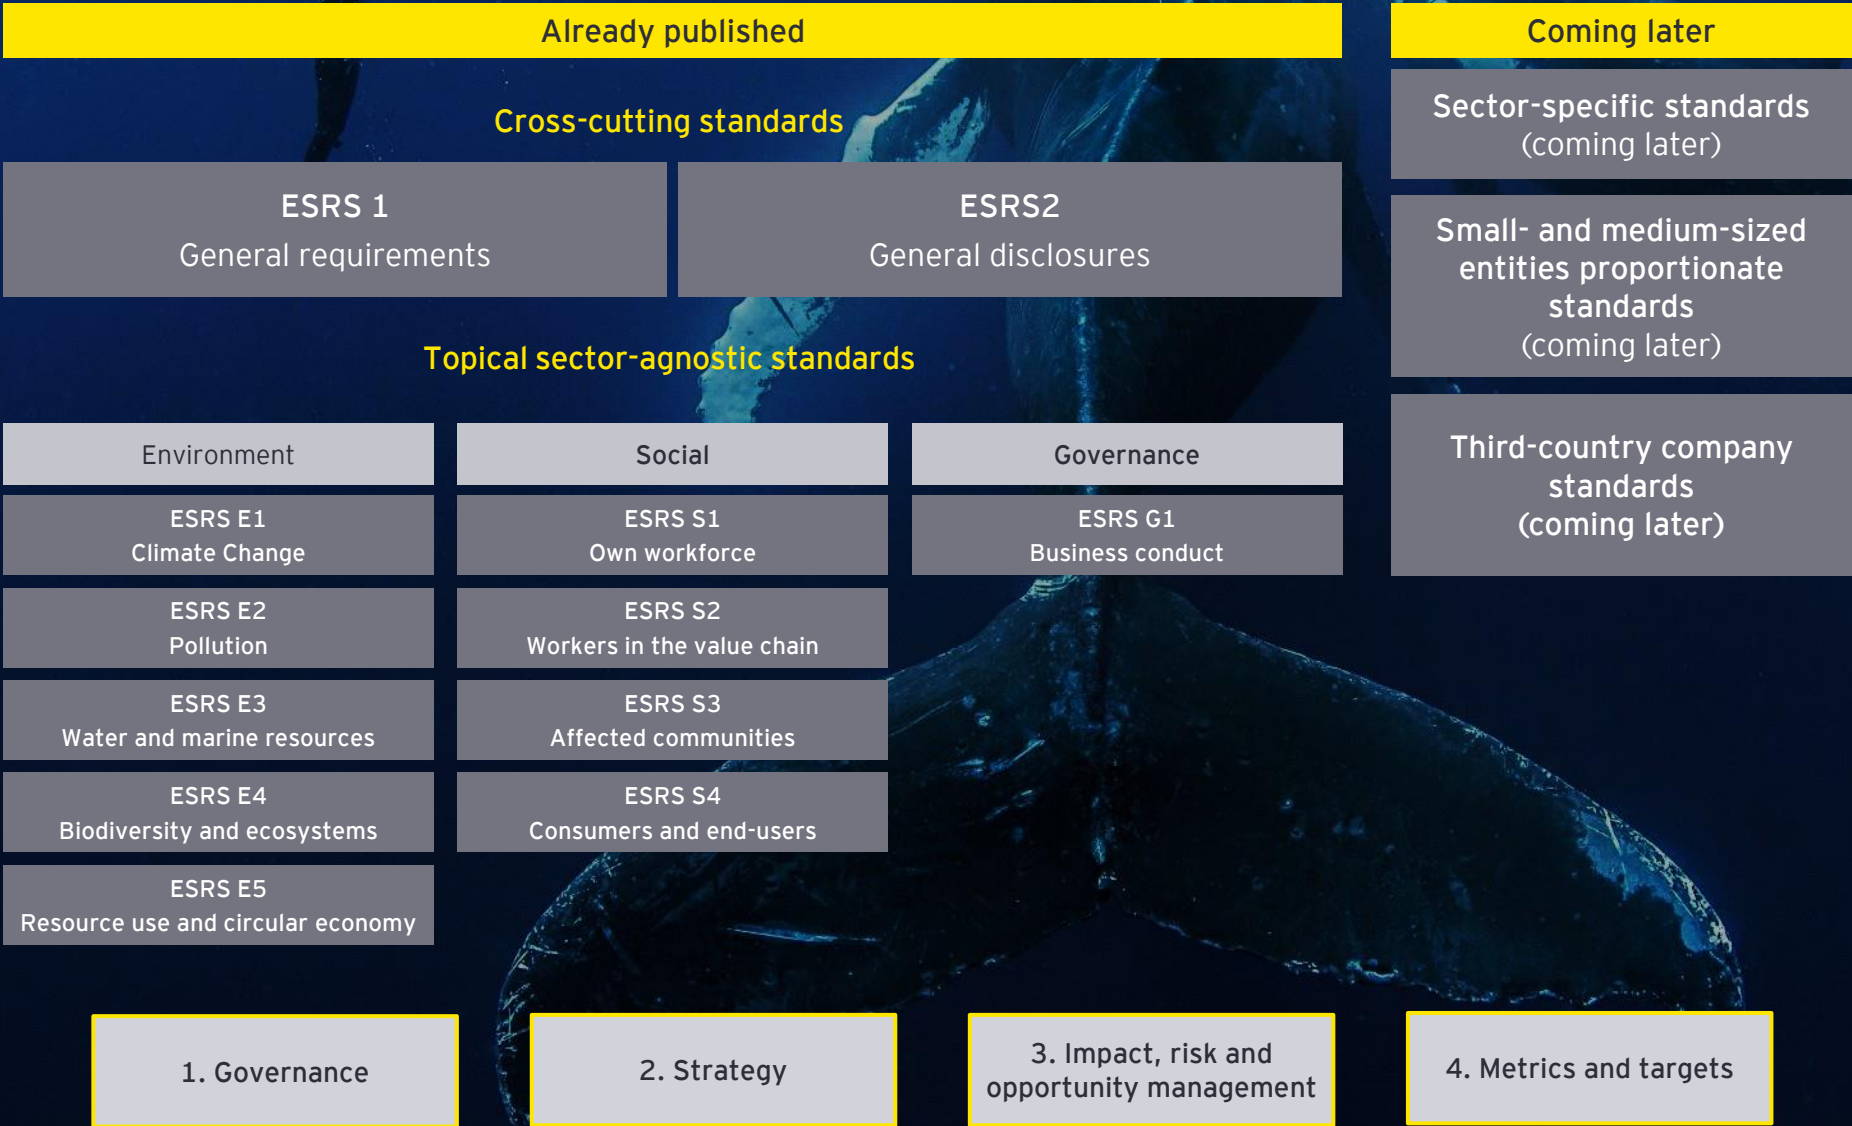 Already published
Cross-cutting standards
ESRS 1
General requirements
ESRS2
General disclosures
Topical sector-agnostic standards
Environment
ESRS E1
Climate Change
ESRS E2
Pollution
ESRS E3
Water and marine resources
ESRS E4
Biodiversity and ecosystems
ESRS E5
Resource use and circular economy
Social
ESRS S1
Own workforce
ESRS S2
Workers in the value chain
ESRS S3
Affected communities
ESRS S4
Consumers and end-users
Governance
ESRS G1
Business conduct
Coming later
Sector-specific standards
(coming later)
Small- and medium-sized
entities proportionate
standards
(coming later)
Third-country company
standards
(coming later)
1. Governance
2. Strategy
3. Impact, risk and
opportunity management
4. Metrics and targets